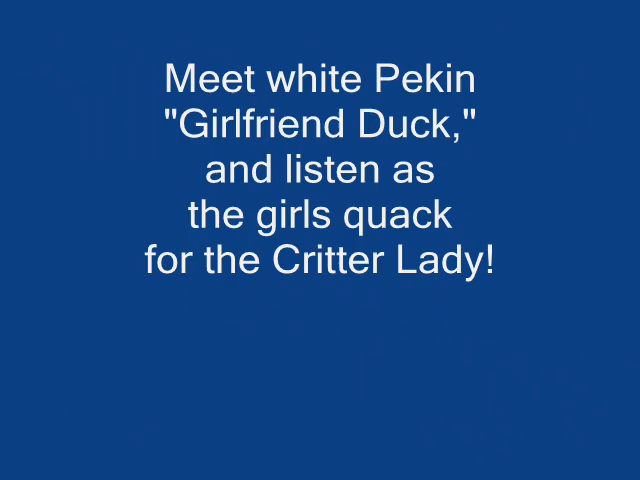 Meet white Pekin
"Girlfriend Duck,"
and listen as
the girls quack
for the Critter Lady!